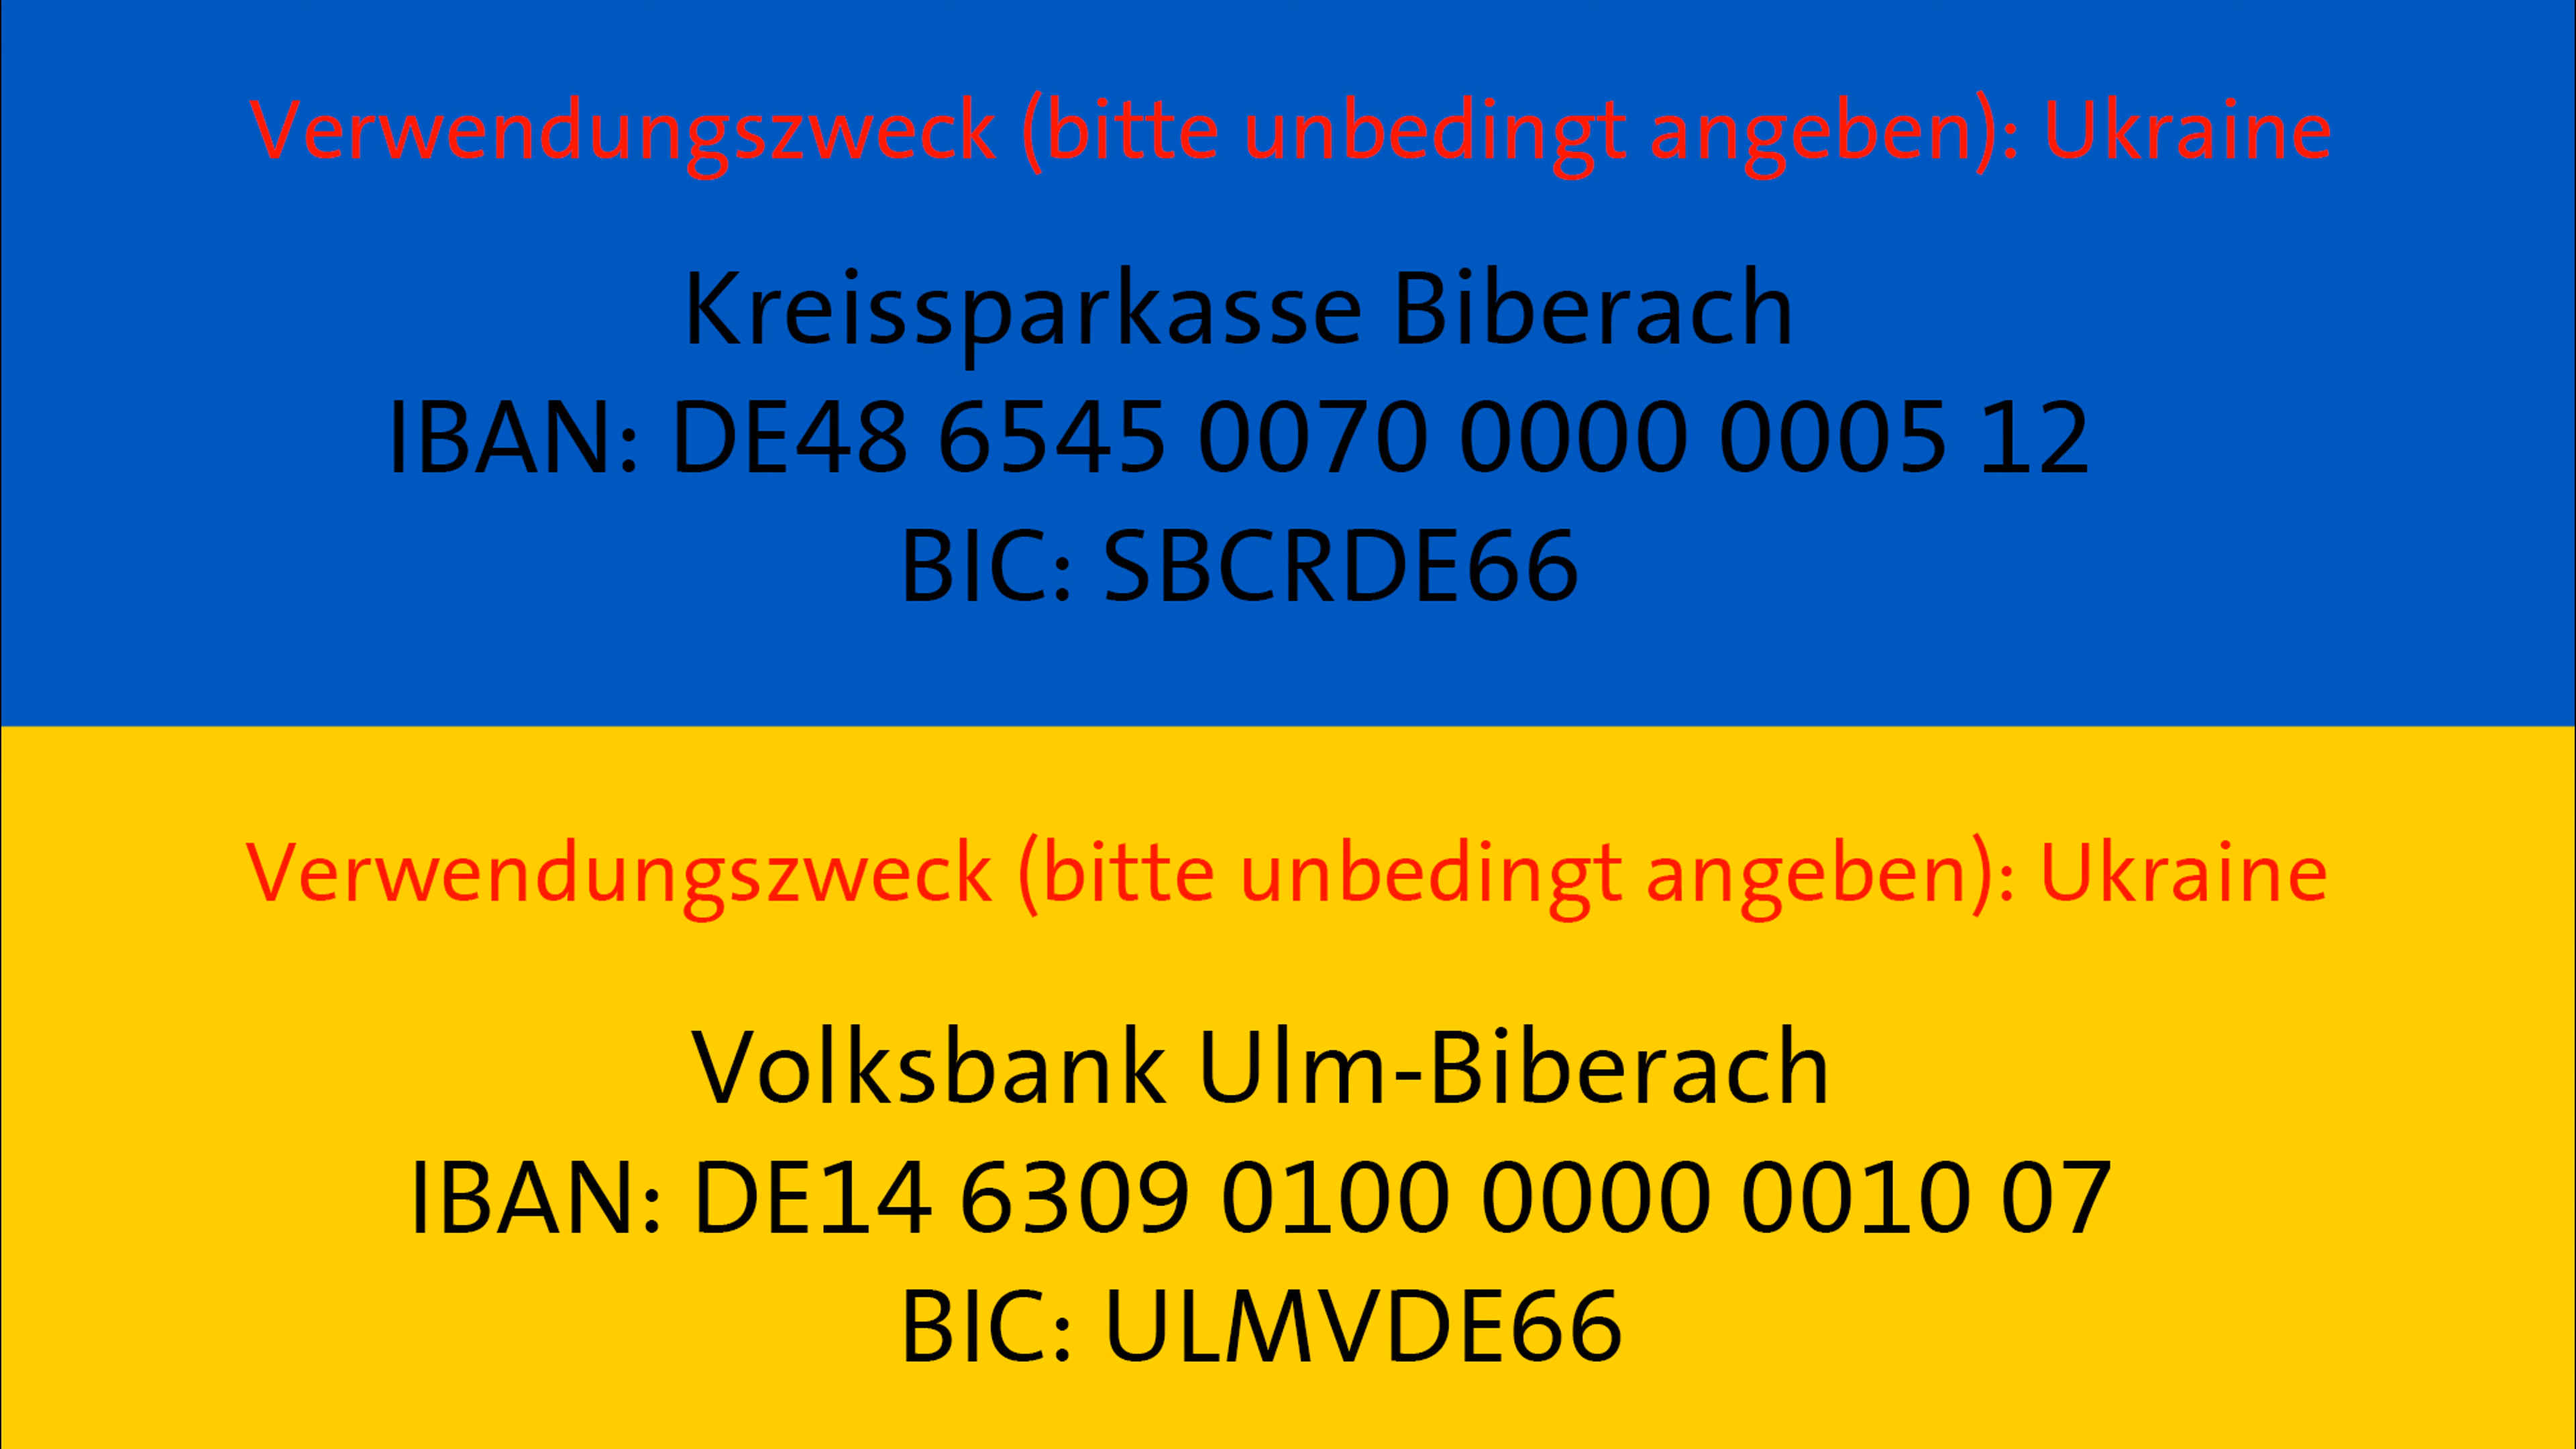 Verwendungszweck (bitte unbedingt angeben): Ukraine
Kreissparkasse Biberach
IBAN: DE48 6545 0070 0000 0005 12
BIC: SBCRDE66
Verwendungszweck (bitte unbedingt angeben): Ukraine
Volksbank Ulm-Biberach
IBAN: DE14 6309 0100 0000 0010 07
BIC: ULMVDE66